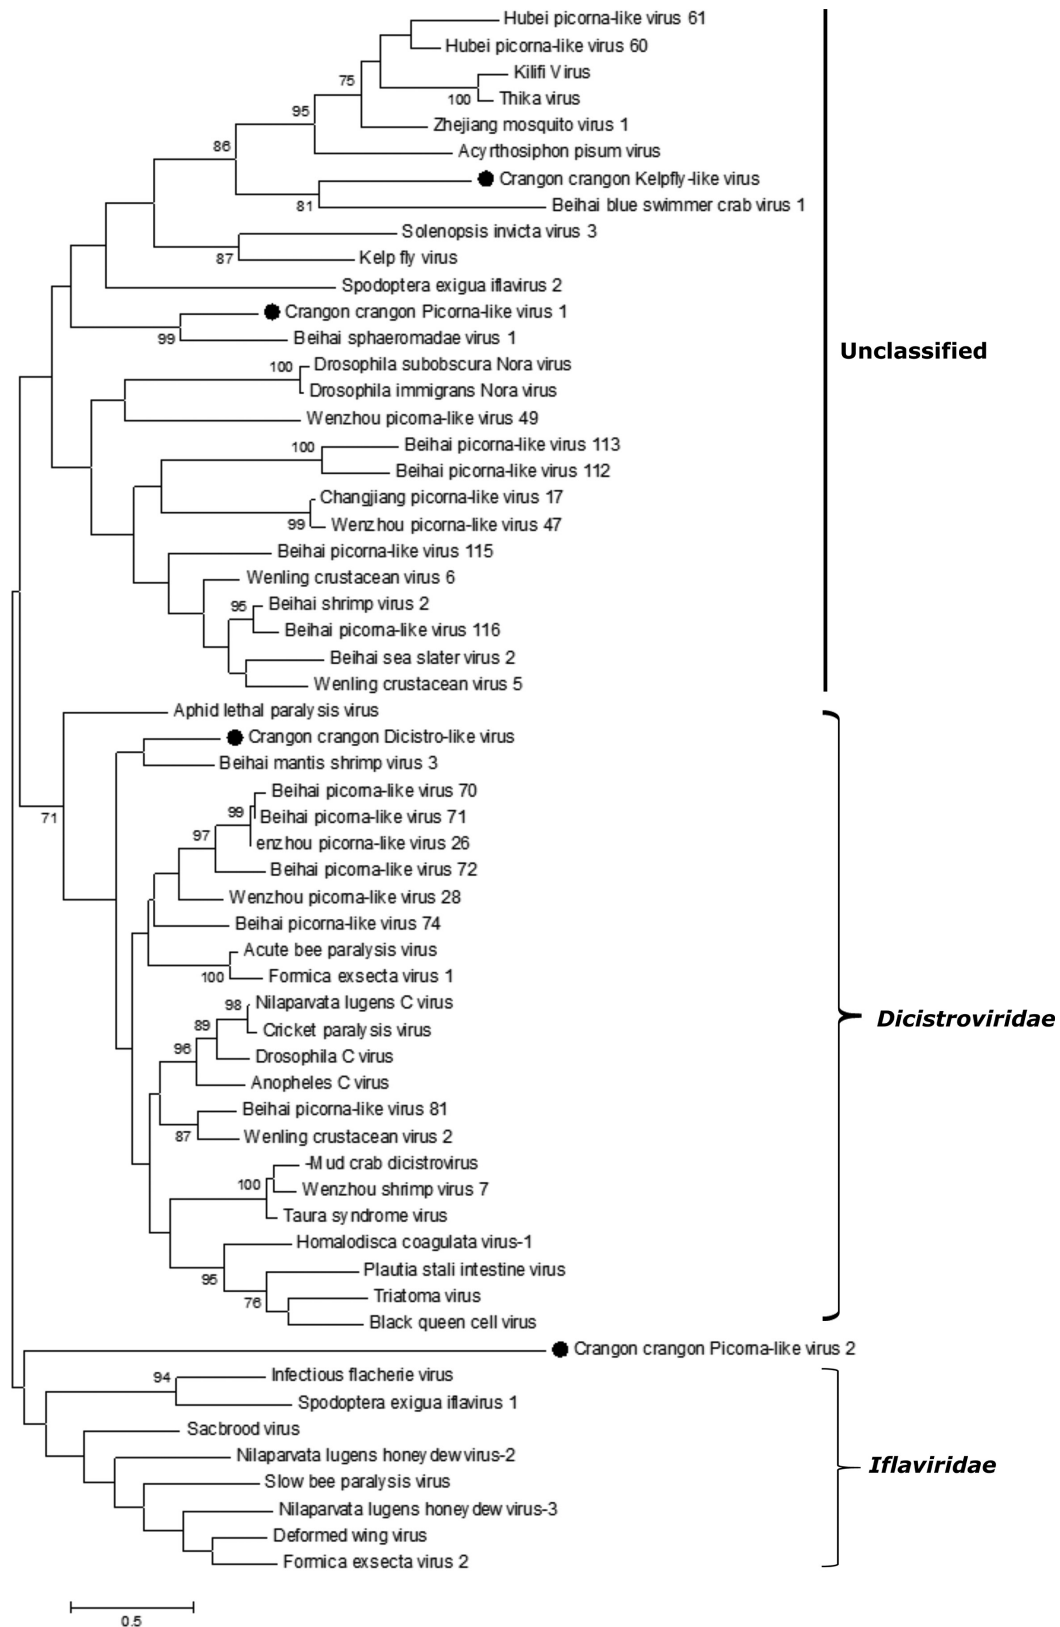 Hubei picorna-like virus 61
Hubei picorna-like virus 60
75
Kilifi Virus
100
Thika virus
95
Zhejiang mosquito virus 1
86
Acyrthosiphon pisum virus
Crangon crangon Kelpfly-like virus
81
Beihai blue swimmer crab virus 1
Solenopsis invicta virus 3
87
Kelp fly virus
Spodoptera exigua iflavirus 2
Crangon crangon Picorna-like virus 1
99
Beihai sphaeromadae virus 1
Unclassified
100
Drosophila subobscura Nora virus
Drosophila immigrans Nora virus
Wenzhou picorna-like virus 49
100
Beihai picorna-like virus 113
Beihai picorna-like virus 112
Changjiang picorna-like virus 17
99
Wenzhou picorna-like virus 47
Beihai picorna-like virus 115
Wenling crustacean virus 6
95
Beihai shrimp virus 2
Beihai picorna-like virus 116
Beihai sea slater virus 2
Wenling crustacean virus 5
Aphid lethal paralysis virus
Crangon crangon Dicistro-like virus
Beihai mantis shrimp virus 3
71
Beihai picorna-like virus 70
99
Beihai picorna-like virus 71
97
enzhou picorna-like virus 26
Beihai picorna-like virus 72
Wenzhou picorna-like virus 28
Beihai picorna-like virus 74
Acute bee paralysis virus
100
Formica exsecta virus 1
98
Nilaparvata lugens C virus
89
Cricket paralysis virus
Dicistroviridae
96
Drosophila C virus
Anopheles C virus
Beihai picorna-like virus 81
87
Wenling crustacean virus 2
-Mud crab dicistrovirus
100
Wenzhou shrimp virus 7
Taura syndrome virus
Homalodisca coagulata virus-1
95
Plautia stali intestine virus
76
Triatoma virus
Black queen cell virus
Crangon crangon Picorna-like virus 2
94
Infectious flacherie virus
Spodoptera exigua iflavirus 1
Sacbrood virus
Nilaparvata lugens honey dew virus-2
Iflaviridae
Slow bee paralysis virus
Nilaparvata lugens honey dew virus-3
Deformed wing virus
Formica exsecta virus 2
0.5